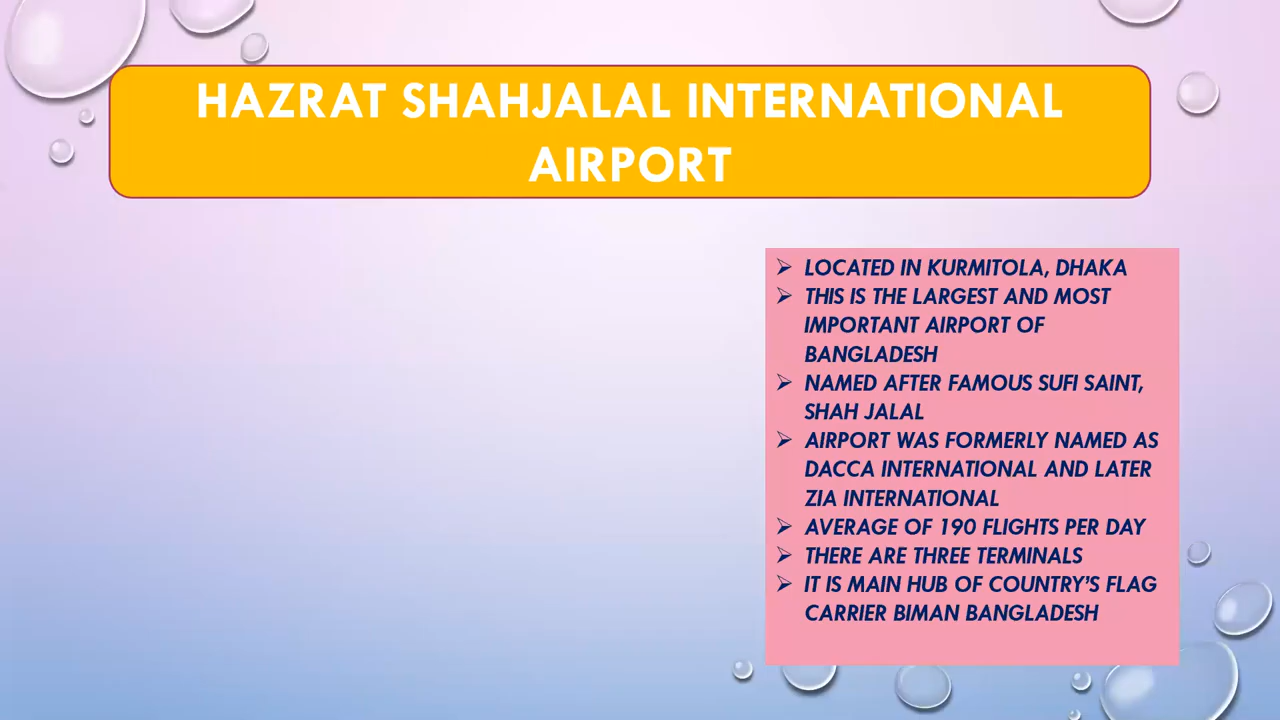 HAZRAT SHAHJALAL INTERNATIONAL
AIRPORT
➢ LOCATED IN KURMITOLA, DHAKA
➢ THIS IS THE LARGEST AND MOST
IMPORTANT AIRPORT OF
BANGLADESH
➢ NAMED AFTER FAMOUS SUFI SAINT,
SHAH JALAL
➢ AIRPORT WAS FORMERLY NAMED AS
DACCA INTERNATIONAL AND LATER
ZIA INTERNATIONAL
➢ AVERAGE OF 190 FLIGHTS PER DAY
➢ THERE ARE THREE TERMINALS
➢ IT IS MAIN HUB OF COUNTRY'S FLAG
CARRIER BIMAN BANGLADESH